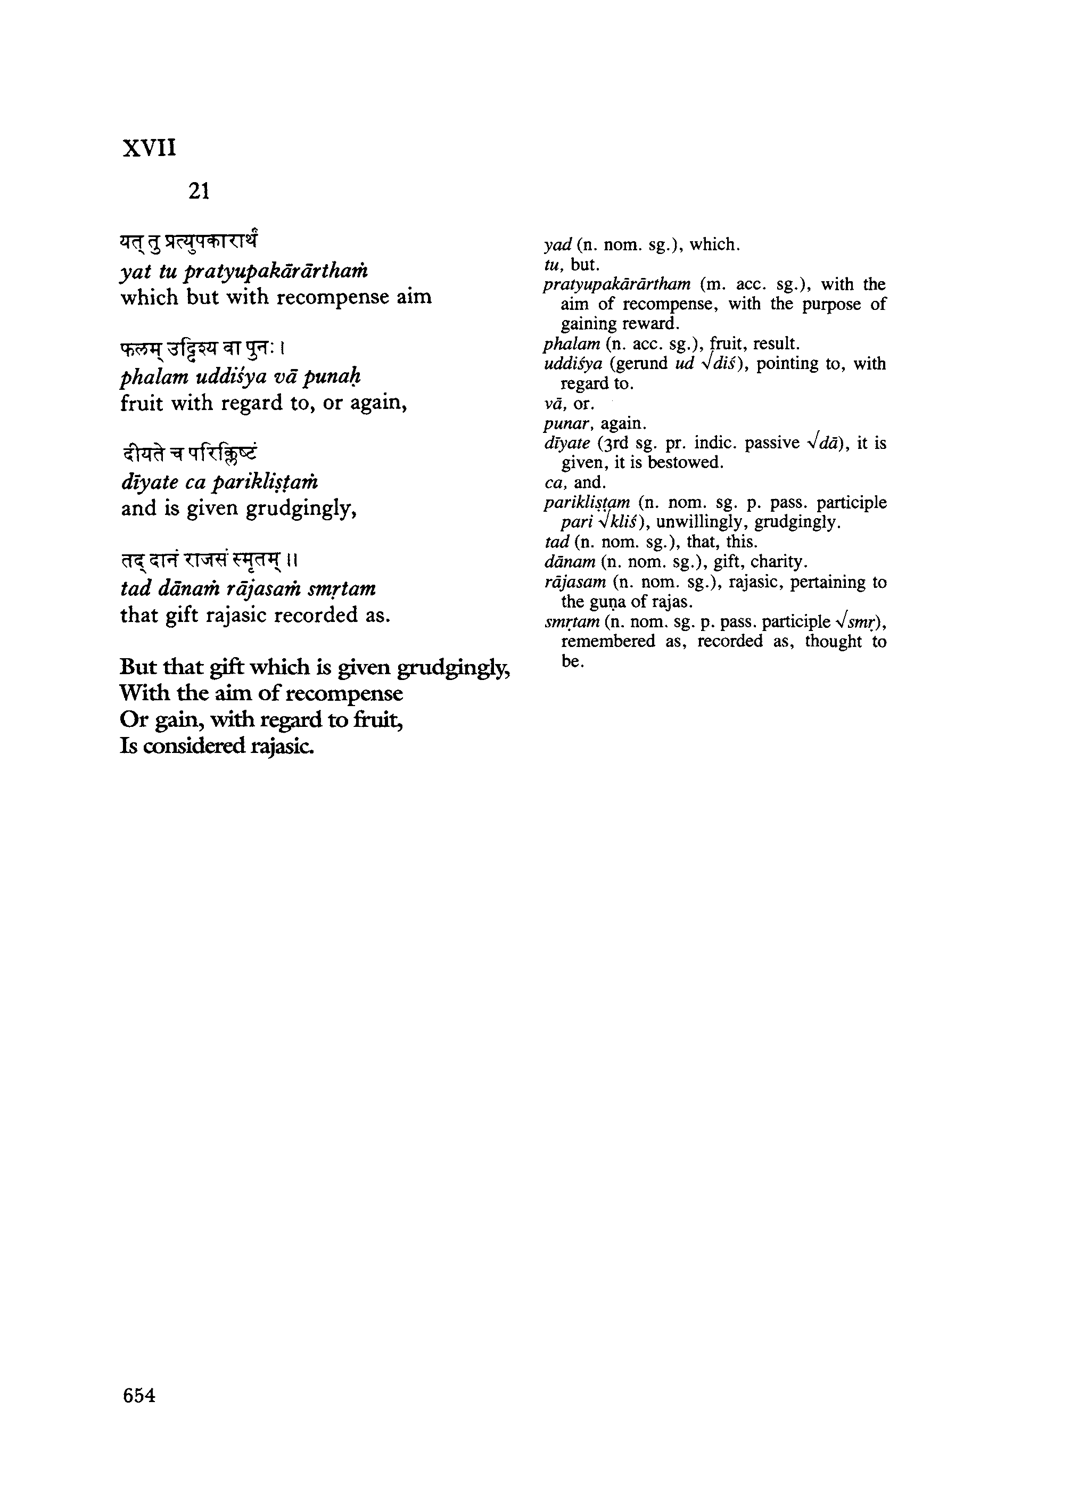 XVII
21
यत् तु प्रत्युपकारार्थं
yat tu pratyupakārārthaṁ
which but with recompense aim
फलम् उद्दिश्य वा पुनः ।
phalam uddiśya vā punaḥ
fruit with regard to, or again,
दीयते च परिक्लिष्टं
dīyate ca parikliṣṭaṁ
and is given grudgingly,
तद् दानं राजसं स्मृतम् ।।
tad dānaṁ rājasaṁ smṛtam
that gift rajasic recorded as.
But that gift which is given grudgingly,
With the aim of recompense
Or gain, with regard to fruit,
Is considered rajasic.
yad (n. nom. sg.), which.
tu, but.
pratyupakārārtham (m. acc. sg.), with the
aim of recompense, with the purpose of
gaining reward.
phalam (n. acc. sg.), fruit, result.
uddiśya (gerund ud √diś), pointing to, with
regard to.
vā, or.
punar, again.
dīyate (3rd sg. pr. indic. passive √dā), it is
given, it is bestowed.
ca, and.
parikliṣṭam (n. nom. sg. p. pass. participle
pari √kliś), unwillingly, grudgingly.
tad (n. nom. sg.), that, this.
dānam (n. nom. sg.), gift, charity.
rājasam (n. nom. sg.), rajasic, pertaining to
the guṇa of rajas.
smṛtam (n. nom. sg. p. pass. participle √smṛ),
remembered as, recorded as, thought to
be.
654